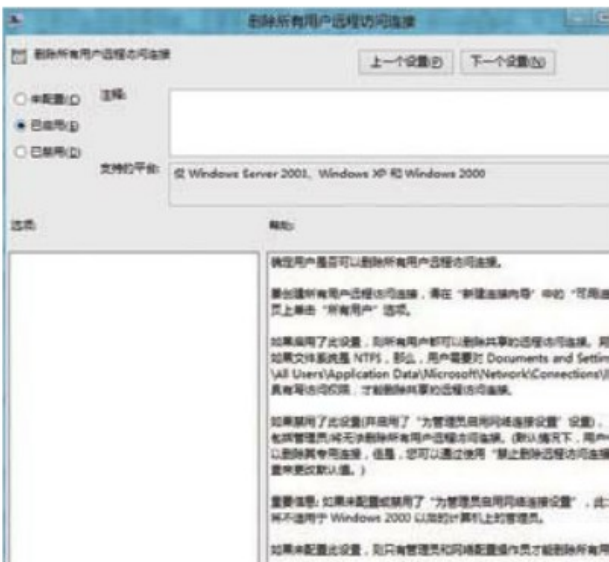 删除所有用户远程访问连接
删除所有用户远程访问连接
上一个设置(P)
下一个设置(N)
未配置(C)
注释:
已启用(E)
已禁用(D)
支持的平台:
仅 Windows Server 2003、Windows XP 和 Windows 2000
选项:
帮助:
确定用户是否可以删除所有用户远程访问连接。
要创建所有用户远程访问连接，请在“新建连接向导”中的“可用连
页上单击“所有用户”选项。
如果启用了此设置，则所有用户都可以删除共享的远程访问连接。
如果文件系统是 NTFS，那么，用户需要对 Documents and Settin
\All Users\Application Data\Microsoft\Network\Connections\
具有写访问权限，才能删除共享的远程访问连接。
如果禁用了此设置(并启用了“为管理员启用网络连接设置”设置)，
包括管理员)将无法删除所有用户远程访问连接。(默认情况下，用户
以删除其专用连接，但是，您可以通过使用“禁止删除远程访问连接
置来更改默认值。)
重要信息: 如果未配置或禁用了“为管理员启用网络连接设置”，此
将不适用于 Windows 2000 以后的计算机上的管理员。
如果未配置此设置，则只有管理员和网络配置操作员才能删除所有用